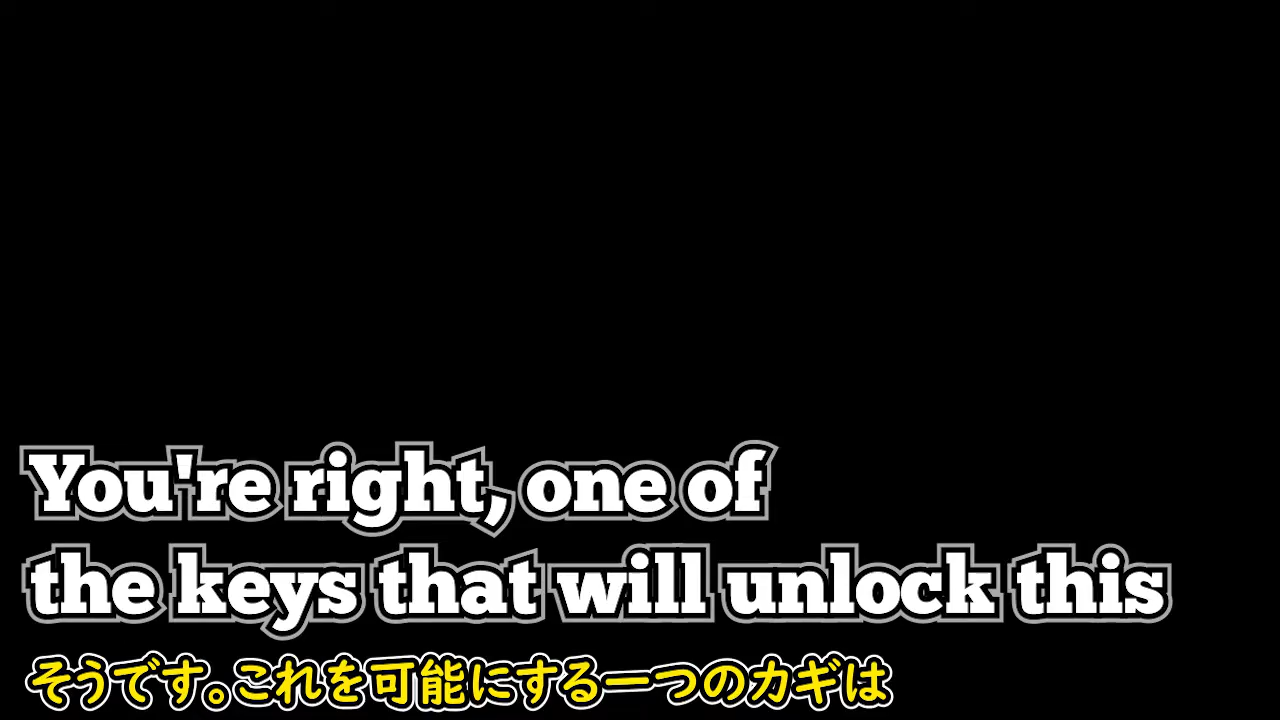 You're right, one of
the keys that will unlock this
そうです。これを可能にする一つのカギは